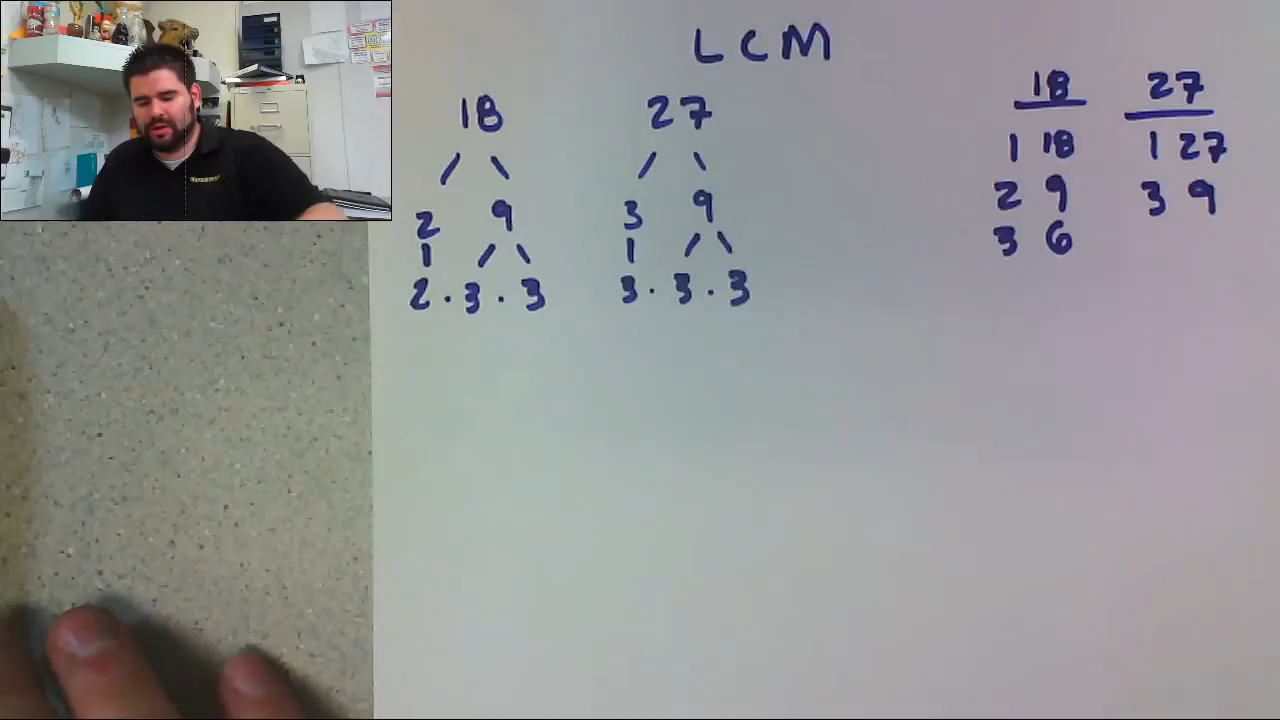 LCM
18 27
2 9 3 9
2 · 3 · 3 3 · 3 · 3
18 27
1 18 1 27
2 9 3 9
3 6